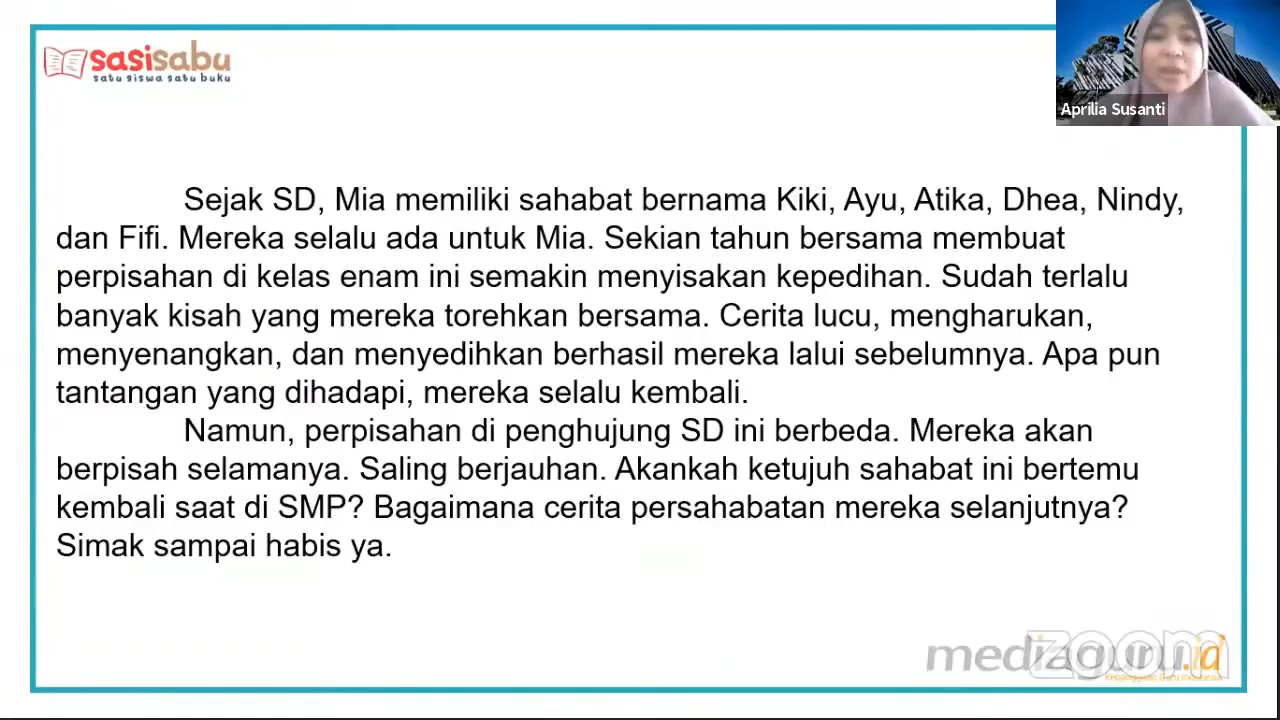 sasisabu
satu siswa satu buku
Aprilia Susanti
Sejak SD, Mia memiliki sahabat bernama Kiki, Ayu, Atika, Dhea, Nindy,
dan Fifi. Mereka selalu ada untuk Mia. Sekian tahun bersama membuat
perpisahan di kelas enam ini semakin menyisakan kepedihan. Sudah terlalu
banyak kisah yang mereka torehkan bersama. Cerita lucu, mengharukan,
menyenangkan, dan menyedihkan berhasil mereka lalui sebelumnya. Apa pun
tantangan yang dihadapi, mereka selalu kembali.
Namun, perpisahan di penghujung SD ini berbeda. Mereka akan
berpisah selamanya. Saling berjauhan. Akankah ketujuh sahabat ini bertemu
kembali saat di SMP? Bagaimana cerita persahabatan mereka selanjutnya?
Simak sampai habis ya.
mediaguru.id
zoom